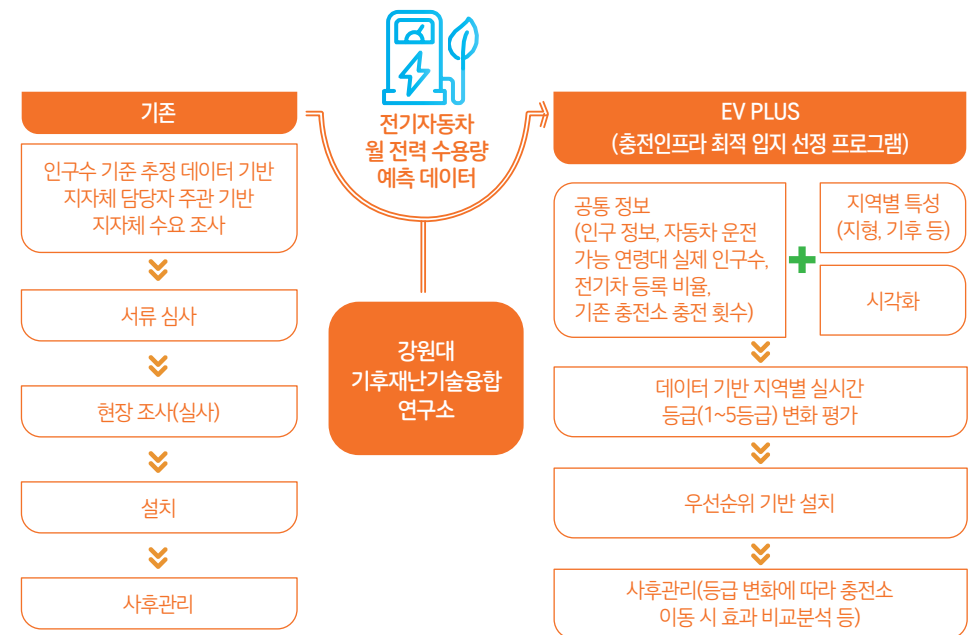 기존
인구수 기준 추정 데이터 기반
지자체 담당자 주관 기반
지자체 수요 조사
서류 심사
현장 조사(실사)
설치
사후관리
전기자동차
월 전력 수용량
예측 데이터
강원대
기후재난기술융합
연구소
EV PLUS
(충전인프라 최적 입지 선정 프로그램)
공통 정보
(인구 정보, 자동차 운전
가능 연령대 실제 인구수,
전기차 등록 비율,
기존 충전소 충전 횟수)
지역별 특성
(지형, 기후 등)
시각화
데이터 기반 지역별 실시간
등급(1~5등급) 변화 평가
우선순위 기반 설치
사후관리(등급 변화에 따라 충전소
이동 시 효과 비교분석 등)